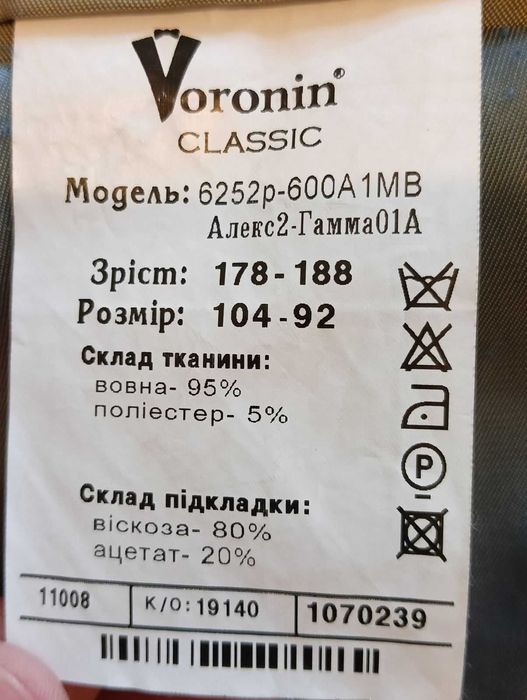 Voronin®
CLASSIC
Модель: 6252р-600А1МВ
Алекс2-Гамма01А
Зріст: 178-188
Розмір: 104-92
Склад тканини:
вовна- 95%
поліестер- 5%
P
Склад підкладки:
віскоза- 80%
ацетат- 20%
11008 К/О:19140 1070239